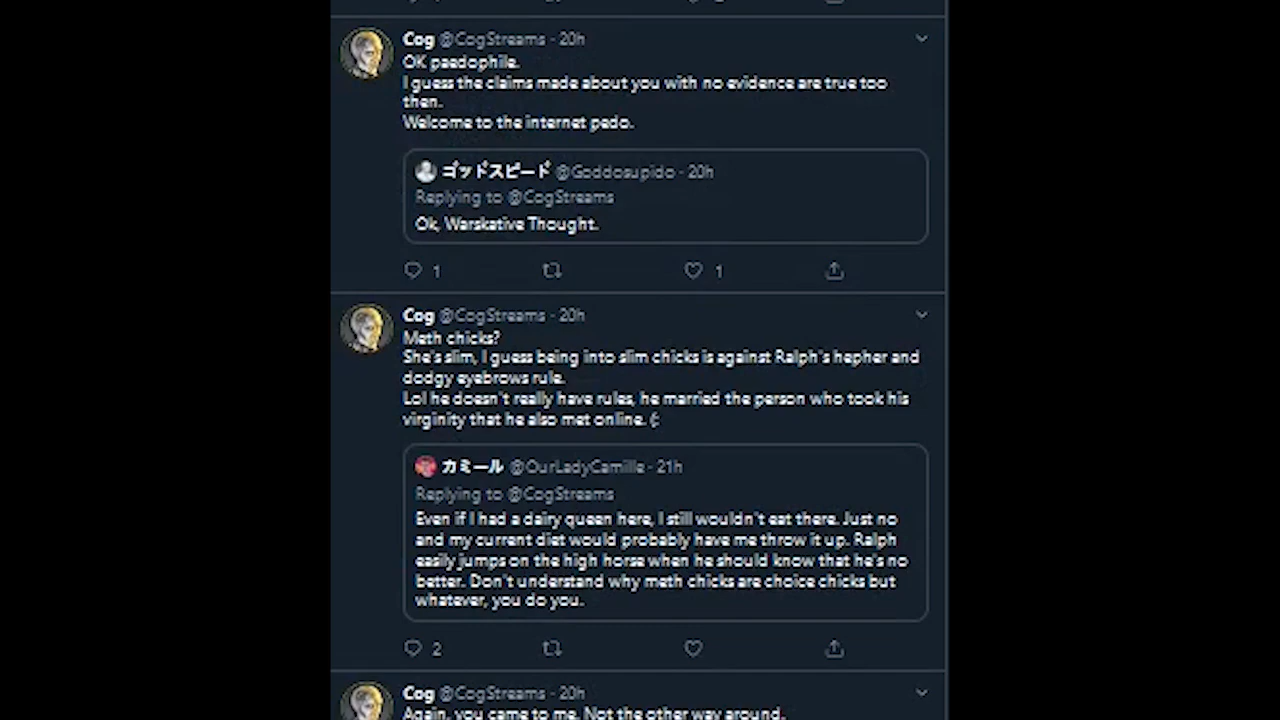 Cog @CogStreams · 20h
OK paedophile.
I guess the claims made about you with no evidence are true too
then.
Welcome to the internet pedo.
ゴッドスピード @Goddosupido · 20h
Replying to @CogStreams
Ok, Warskative Thought.
1
1
Cog @CogStreams · 20h
Meth chicks?
She's slim, I guess being into slim chicks is against Ralph's hepher and
dodgy eyebrows rule.
Lol he doesn't really have rules, he married the person who took his
virginity that he also met online. (:
カミール @OurLadyCamille · 21h
Replying to @CogStreams
Even if I had a dairy queen here, I still wouldn't eat there. Just no
and my current diet would probably have me throw it up. Ralph
easily jumps on the high horse when he should know that he's no
better. Don't understand why meth chicks are choice chicks but
whatever, you do you.
2
Cog @CogStreams · 20h
Again, you came to me. Not the other way around.